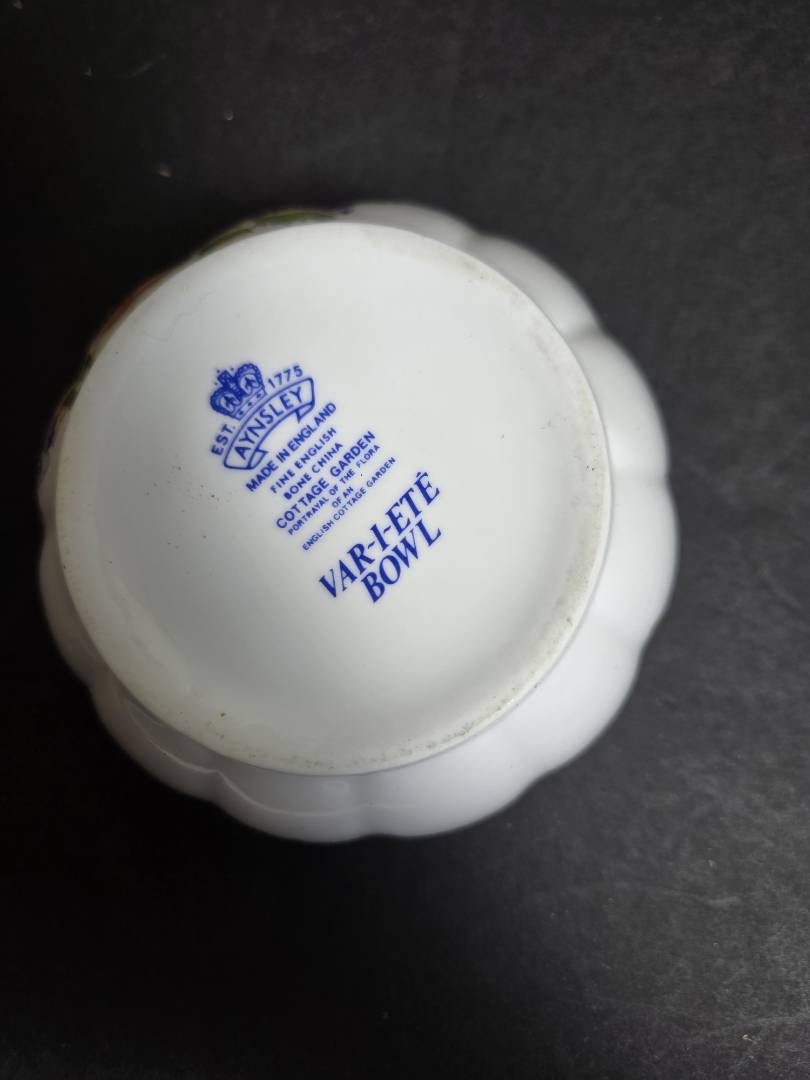 EST. 1775
AYNSLEY
MADE IN ENGLAND
FINE ENGLISH
BONE CHINA
COTTAGE GARDEN
PORTRAYAL OF THE FLORA
OF AN
ENGLISH COTTAGE GARDEN
VAR-I-ETÉ
BOWL